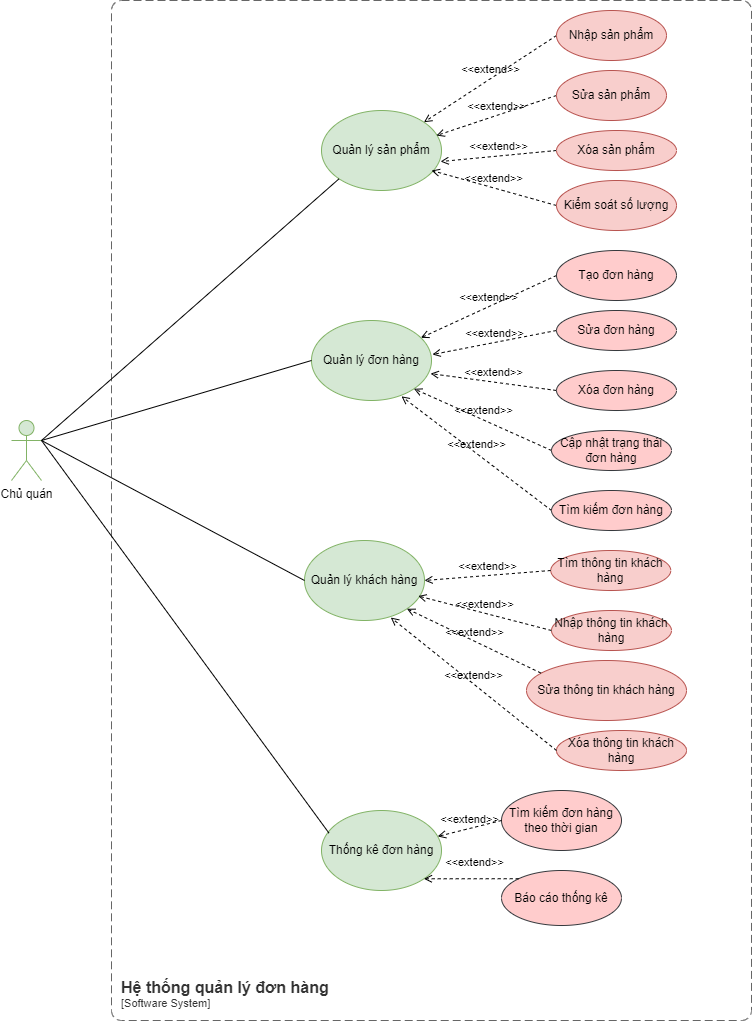 Nhập sản phẩm
<<extend>>
Sửa sản phẩm
<<extend>>
Quản lý sản phẩm
Xóa sản phẩm
<<extend>>
<<extend>>
Kiểm soát số lượng
Tạo đơn hàng
<<extend>>
Sửa đơn hàng
<<extend>>
Quản lý đơn hàng
<<extend>>
Xóa đơn hàng
<<extend>>
Cập nhật trạng thái
đơn hàng
<<extend>>
Chủ quán
Tìm kiếm đơn hàng
Tìm thông tin khách
hàng
<<extend>>
Quản lý khách hàng
<<extend>>
Nhập thông tin khách
hàng
<<extend>>
<<extend>>
Sửa thông tin khách hàng
Xóa thông tin khách
hàng
Tìm kiếm đơn hàng
theo thời gian
<<extend>>
Thống kê đơn hàng
<<extend>>
Báo cáo thống kê
Hệ thống quản lý đơn hàng
[Software System]